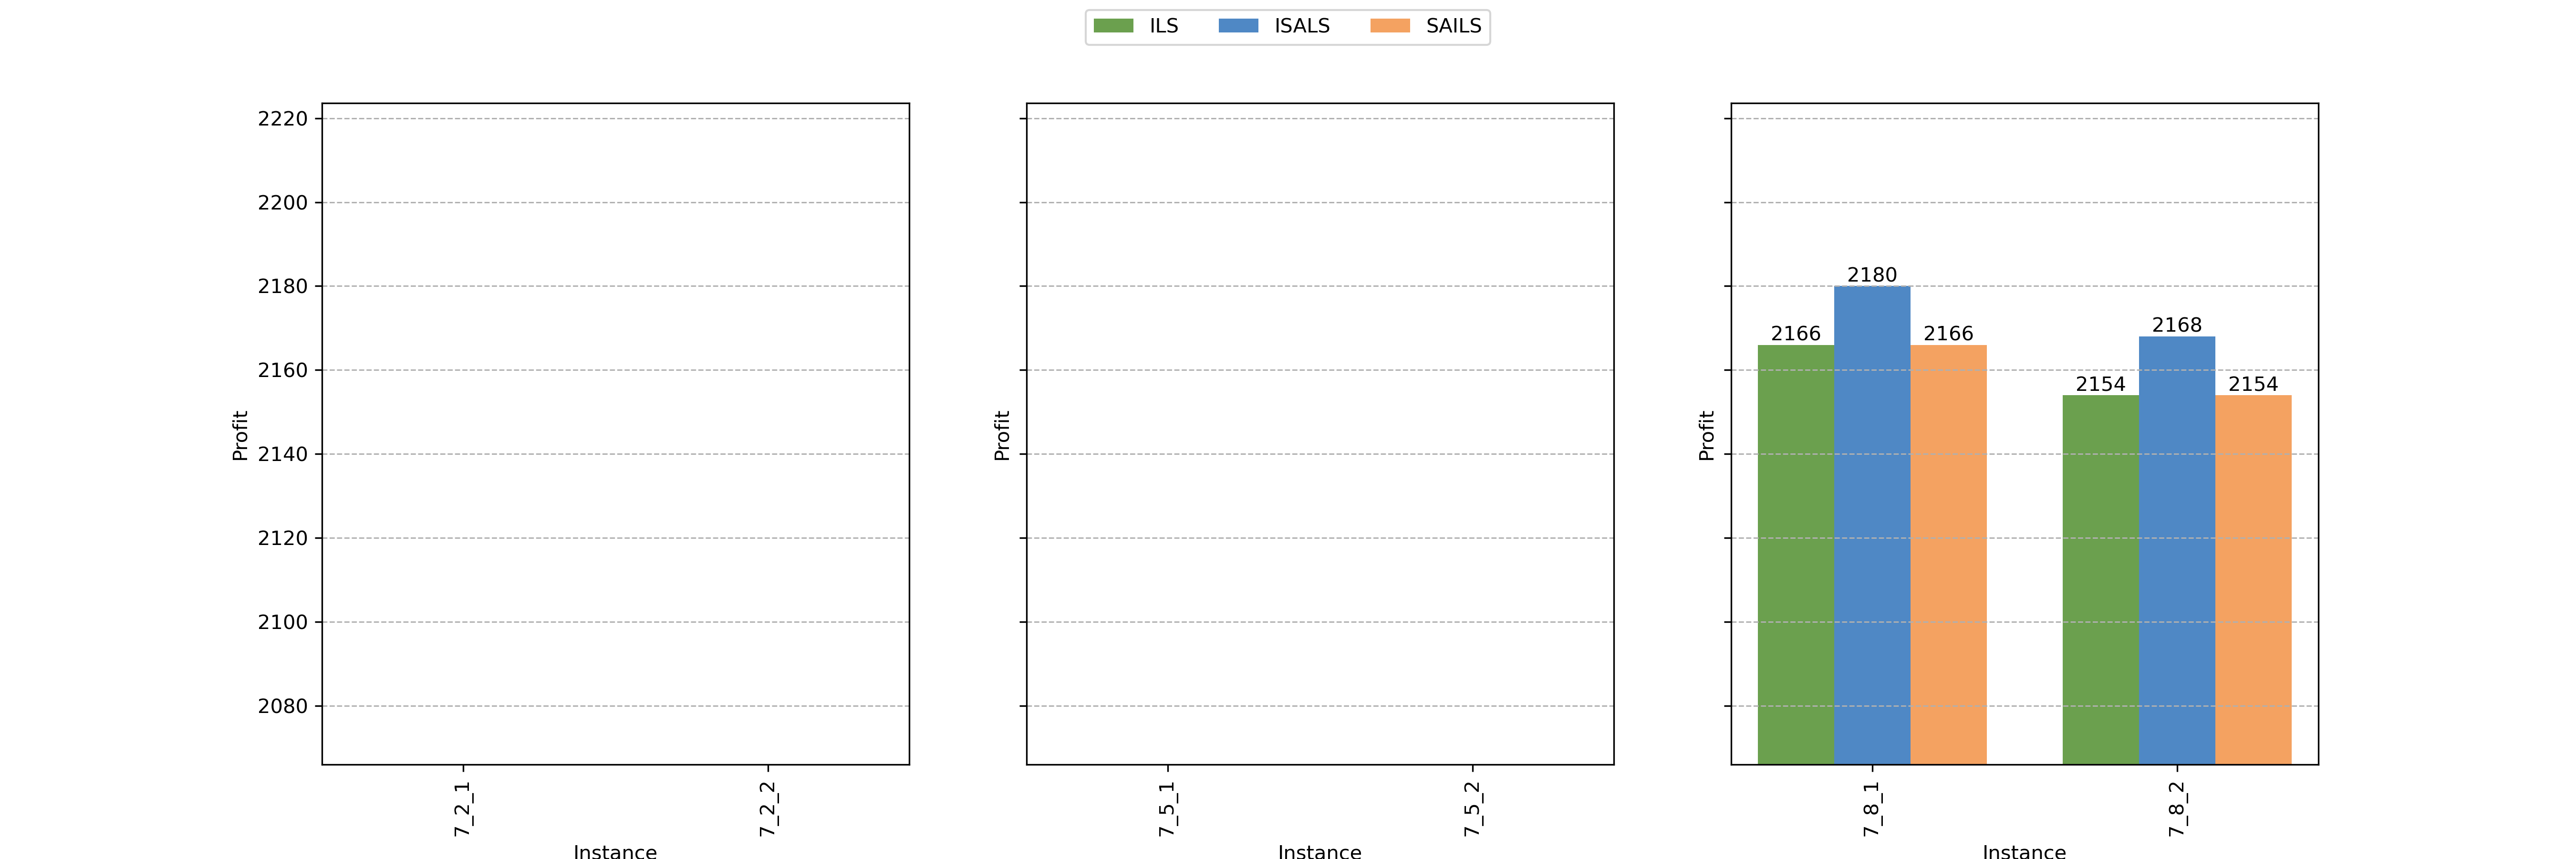 ILS ISALS SAILS
2220
2200
2180
2160
2140
2120
2100
2080
Profit
7_2_1 7_2_2
Instance
Profit
7_5_1 7_5_2
Instance
Profit
2166 2180 2166 2154 2168 2154
7_8_1 7_8_2
Instance